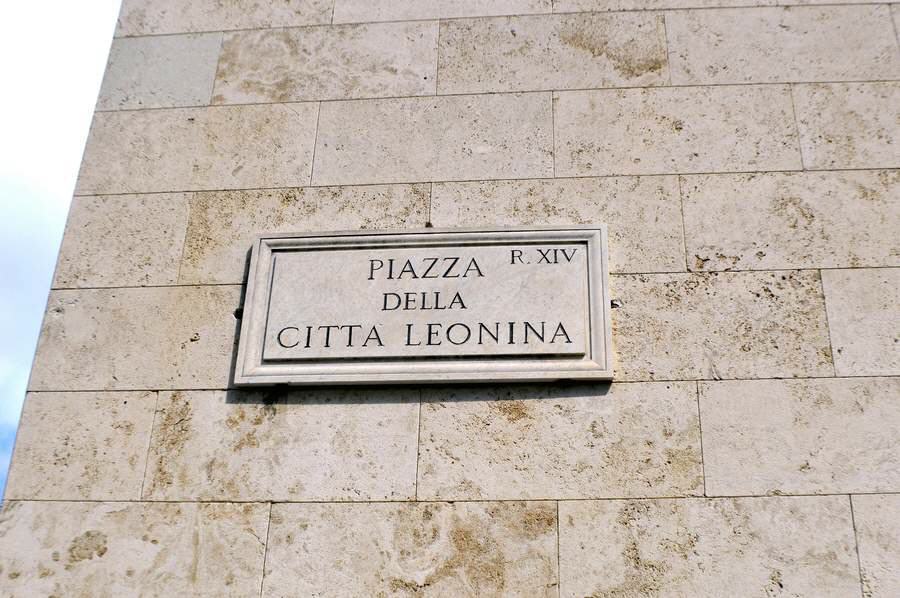 PIAZZA R. XIV
DELLA
CITTA LEONINA